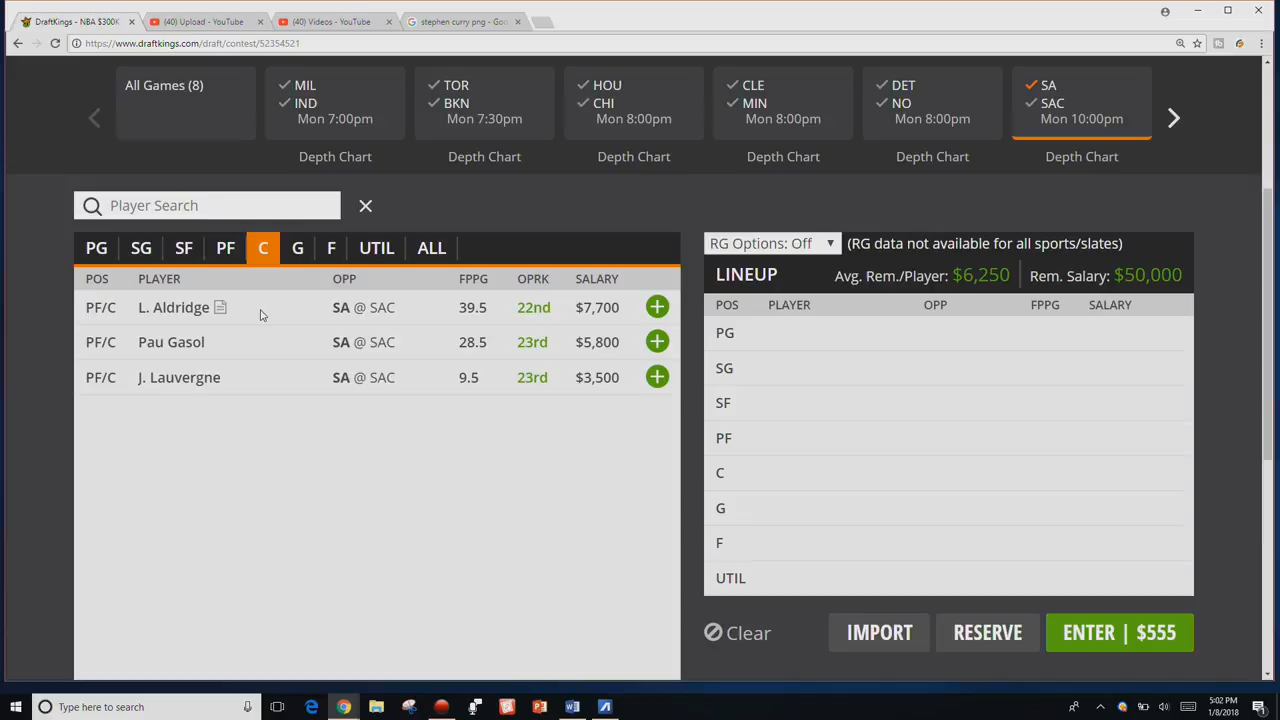 DraftKings - NBA $300K
(40) Upload - YouTube
(40) Videos - YouTube
stephen curry png - Go
https://www.draftkings.com/draft/contest/52354521
All Games (8)
MIL
IND
Mon 7:00pm
TOR
BKN
Mon 7:30pm
HOU
CHI
Mon 8:00pm
CLE
MIN
Mon 8:00pm
DET
NO
Mon 8:00pm
SA
SAC
Mon 10:00pm
Depth Chart
Depth Chart
Depth Chart
Depth Chart
Depth Chart
Depth Chart
Player Search
PG SG SF PF C G F UTIL ALL
POS PLAYER OPP FPPG OPRK SALARY
PF/C L. Aldridge SA @ SAC 39.5 22nd $7,700
PF/C Pau Gasol SA @ SAC 28.5 23rd $5,800
PF/C J. Lauvergne SA @ SAC 9.5 23rd $3,500
RG Options: Off (RG data not available for all sports/slates)
LINEUP Avg. Rem./Player: $6,250 Rem. Salary: $50,000
POS PLAYER OPP FPPG SALARY
PG
SG
SF
PF
C
G
F
UTIL
Clear IMPORT RESERVE ENTER | $555
Type here to search
5:02 PM
1/8/2018